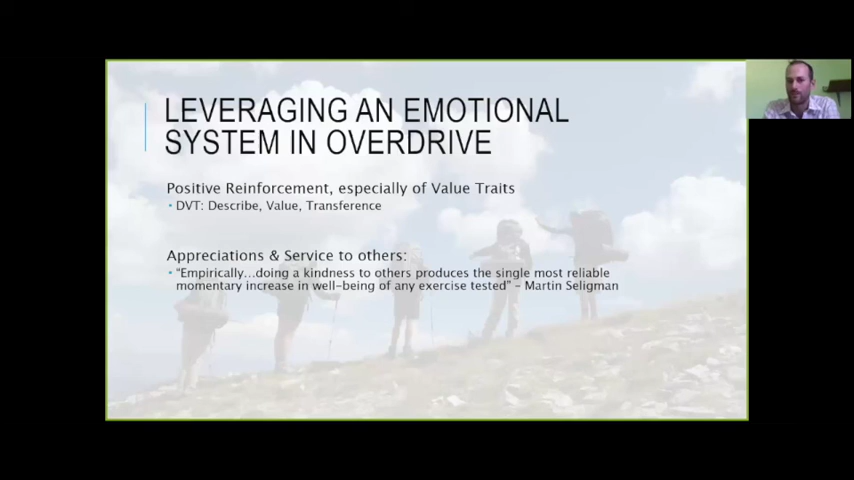 LEVERAGING AN EMOTIONAL
SYSTEM IN OVERDRIVE
Positive Reinforcement, especially of Value Traits
• DVT: Describe, Value, Transference
Appreciations & Service to others:
• “Empirically…doing a kindness to others produces the single most reliable
momentary increase in well-being of any exercise tested” – Martin Seligman